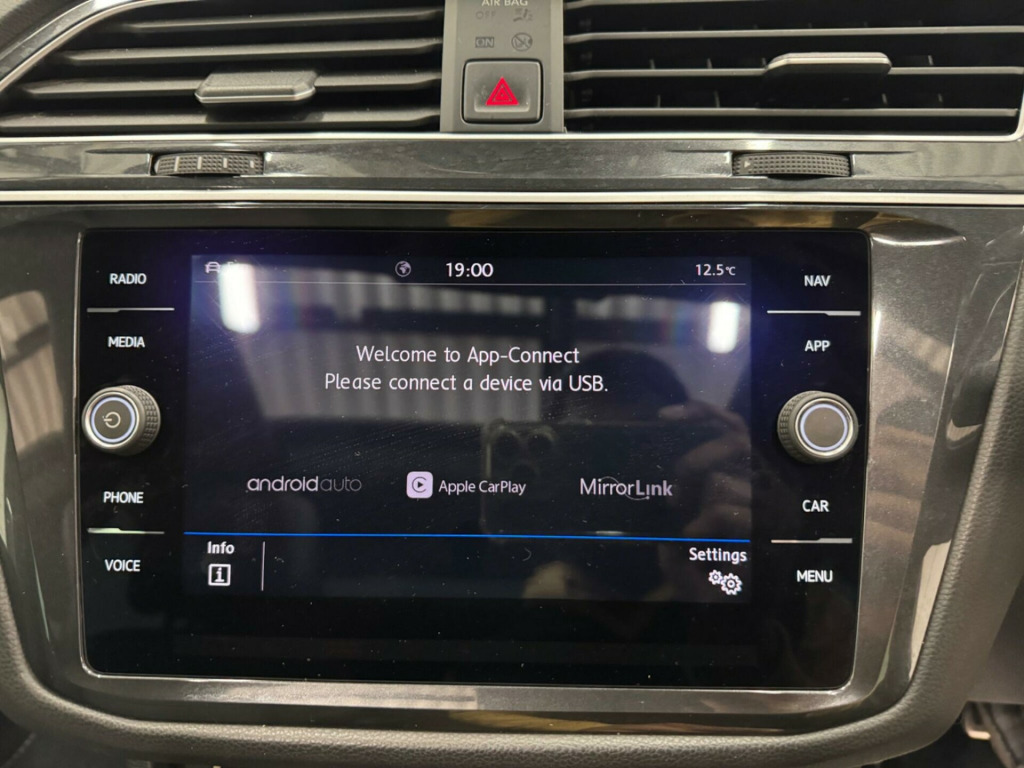 AIR BAG
OFF
ON
RADIO
MEDIA
PHONE
VOICE
19:00
12.5°C
Welcome to App-Connect
Please connect a device via USB.
androidauto
Apple CarPlay
MirrorLink
Info
Settings
NAV
APP
CAR
MENU